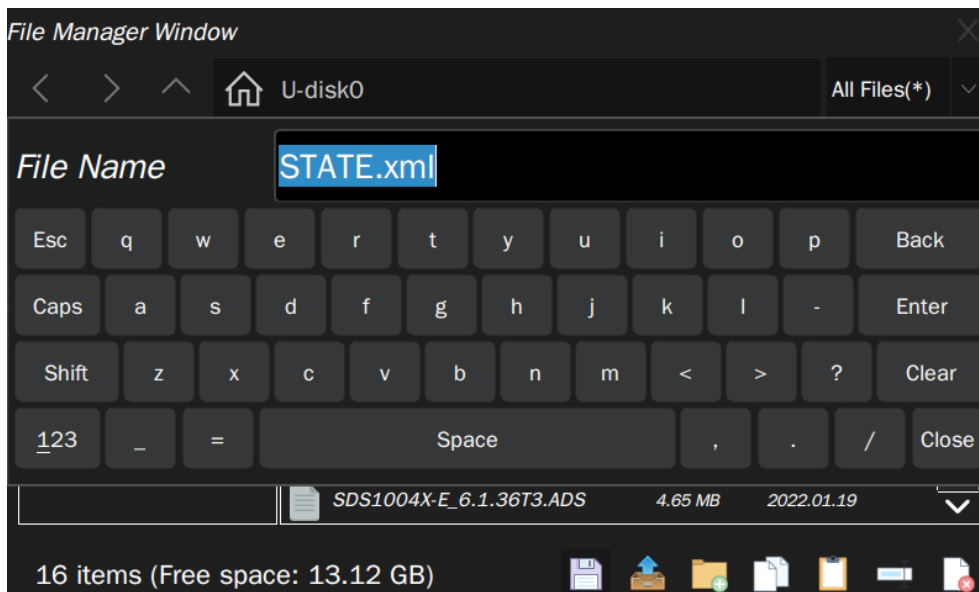 File Manager Window
U-disk0 All Files(*)
File Name STATE.xml
Esc q w e r t y u i o p Back
Caps a s d f g h j k l - Enter
Shift z x c v b n m < > ? Clear
123 _ = Space , . / Close
SDS1004X-E_6.1.36T3.ADS 4.65 MB 2022.01.19
16 items (Free space: 13.12 GB)